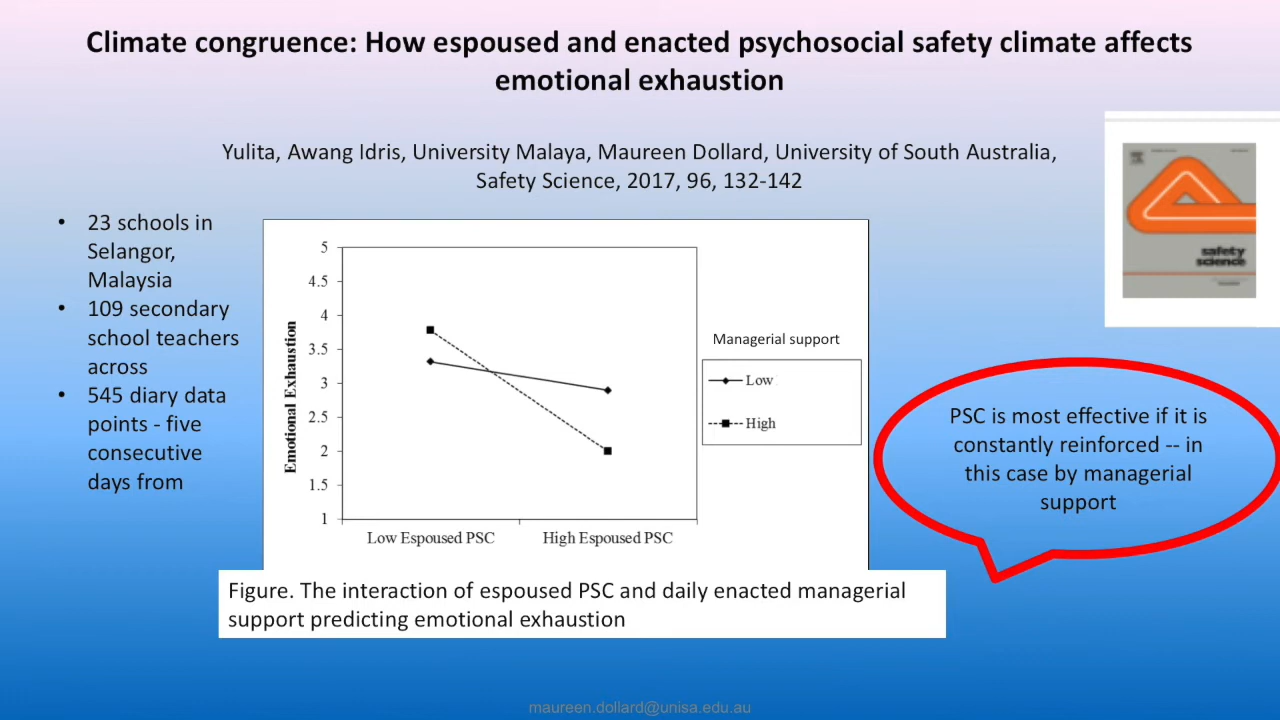 Climate congruence: How espoused and enacted psychosocial safety climate affects
emotional exhaustion
Yulita, Awang Idris, University Malaya, Maureen Dollard, University of South Australia,
Safety Science, 2017, 96, 132-142
• 23 schools in
Selangor,
Malaysia
• 109 secondary
school teachers
across
• 545 diary data
points - five
consecutive
days from
Emotional Exhaustion
5
4.5
4
3.5
3
2.5
2
1.5
1
Low Espoused PSC
High Espoused PSC
Managerial support
Low
High
safety
science
PSC is most effective if it is
constantly reinforced -- in
this case by managerial
support
Figure. The interaction of espoused PSC and daily enacted managerial
support predicting emotional exhaustion
maureen.dollard@unisa.edu.au